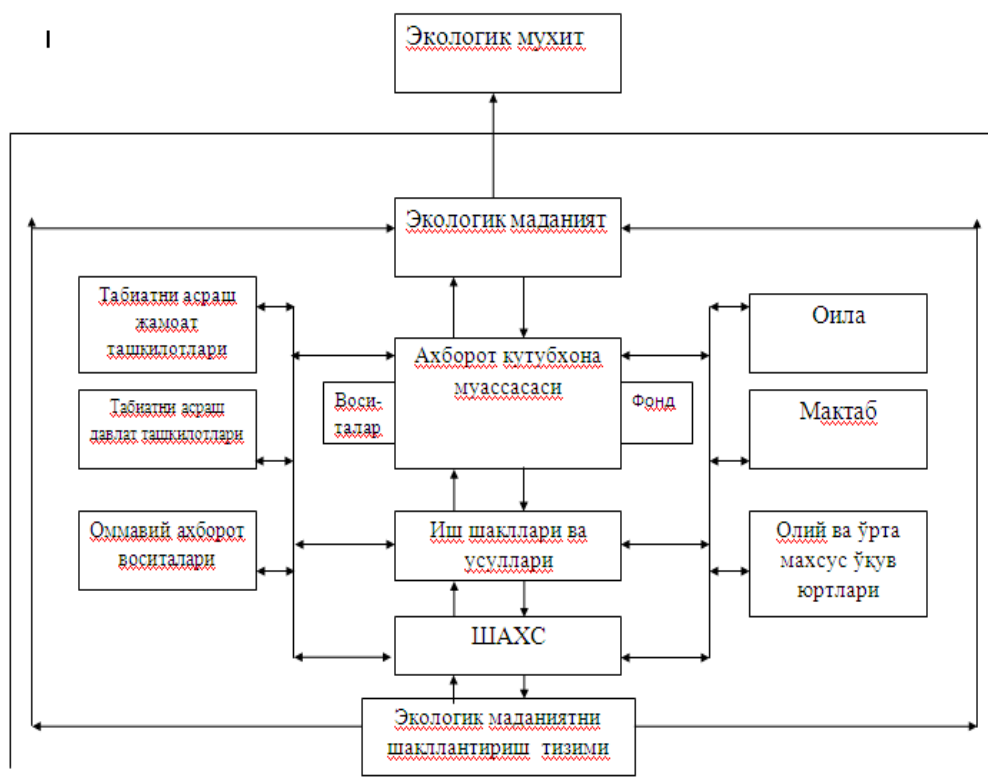 I
Экологик мухит
Экологик маданият
Табиатни асраш
жамоат
ташкилотлари
Оила
Ахборот кутубхона
муассасаси
Воси-
талар
Фонд
Табиатни асраш
давлат ташкилотлари
Мактаб
Оммавий ахборот
воситалари
Иш шакллари ва
усуллари
Олий ва ўрта
махсус ўқув
юртлари
ШАХС
Экологик маданиятни
шакллантириш тизими